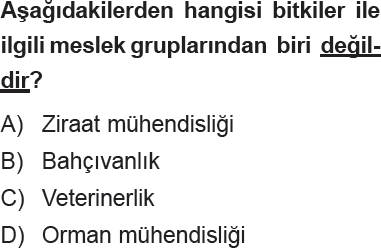 Aşağıdakilerden hangisi bitkiler ile
ilgili meslek gruplarından biri değil-
dir?
A) Ziraat mühendisliği
B) Bahçıvanlık
C) Veterinerlik
D) Orman mühendisliği